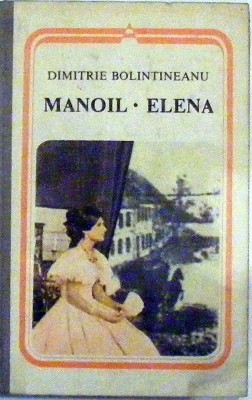 DIMITRIE BOLINTINEANU
MANOIL · ELENA